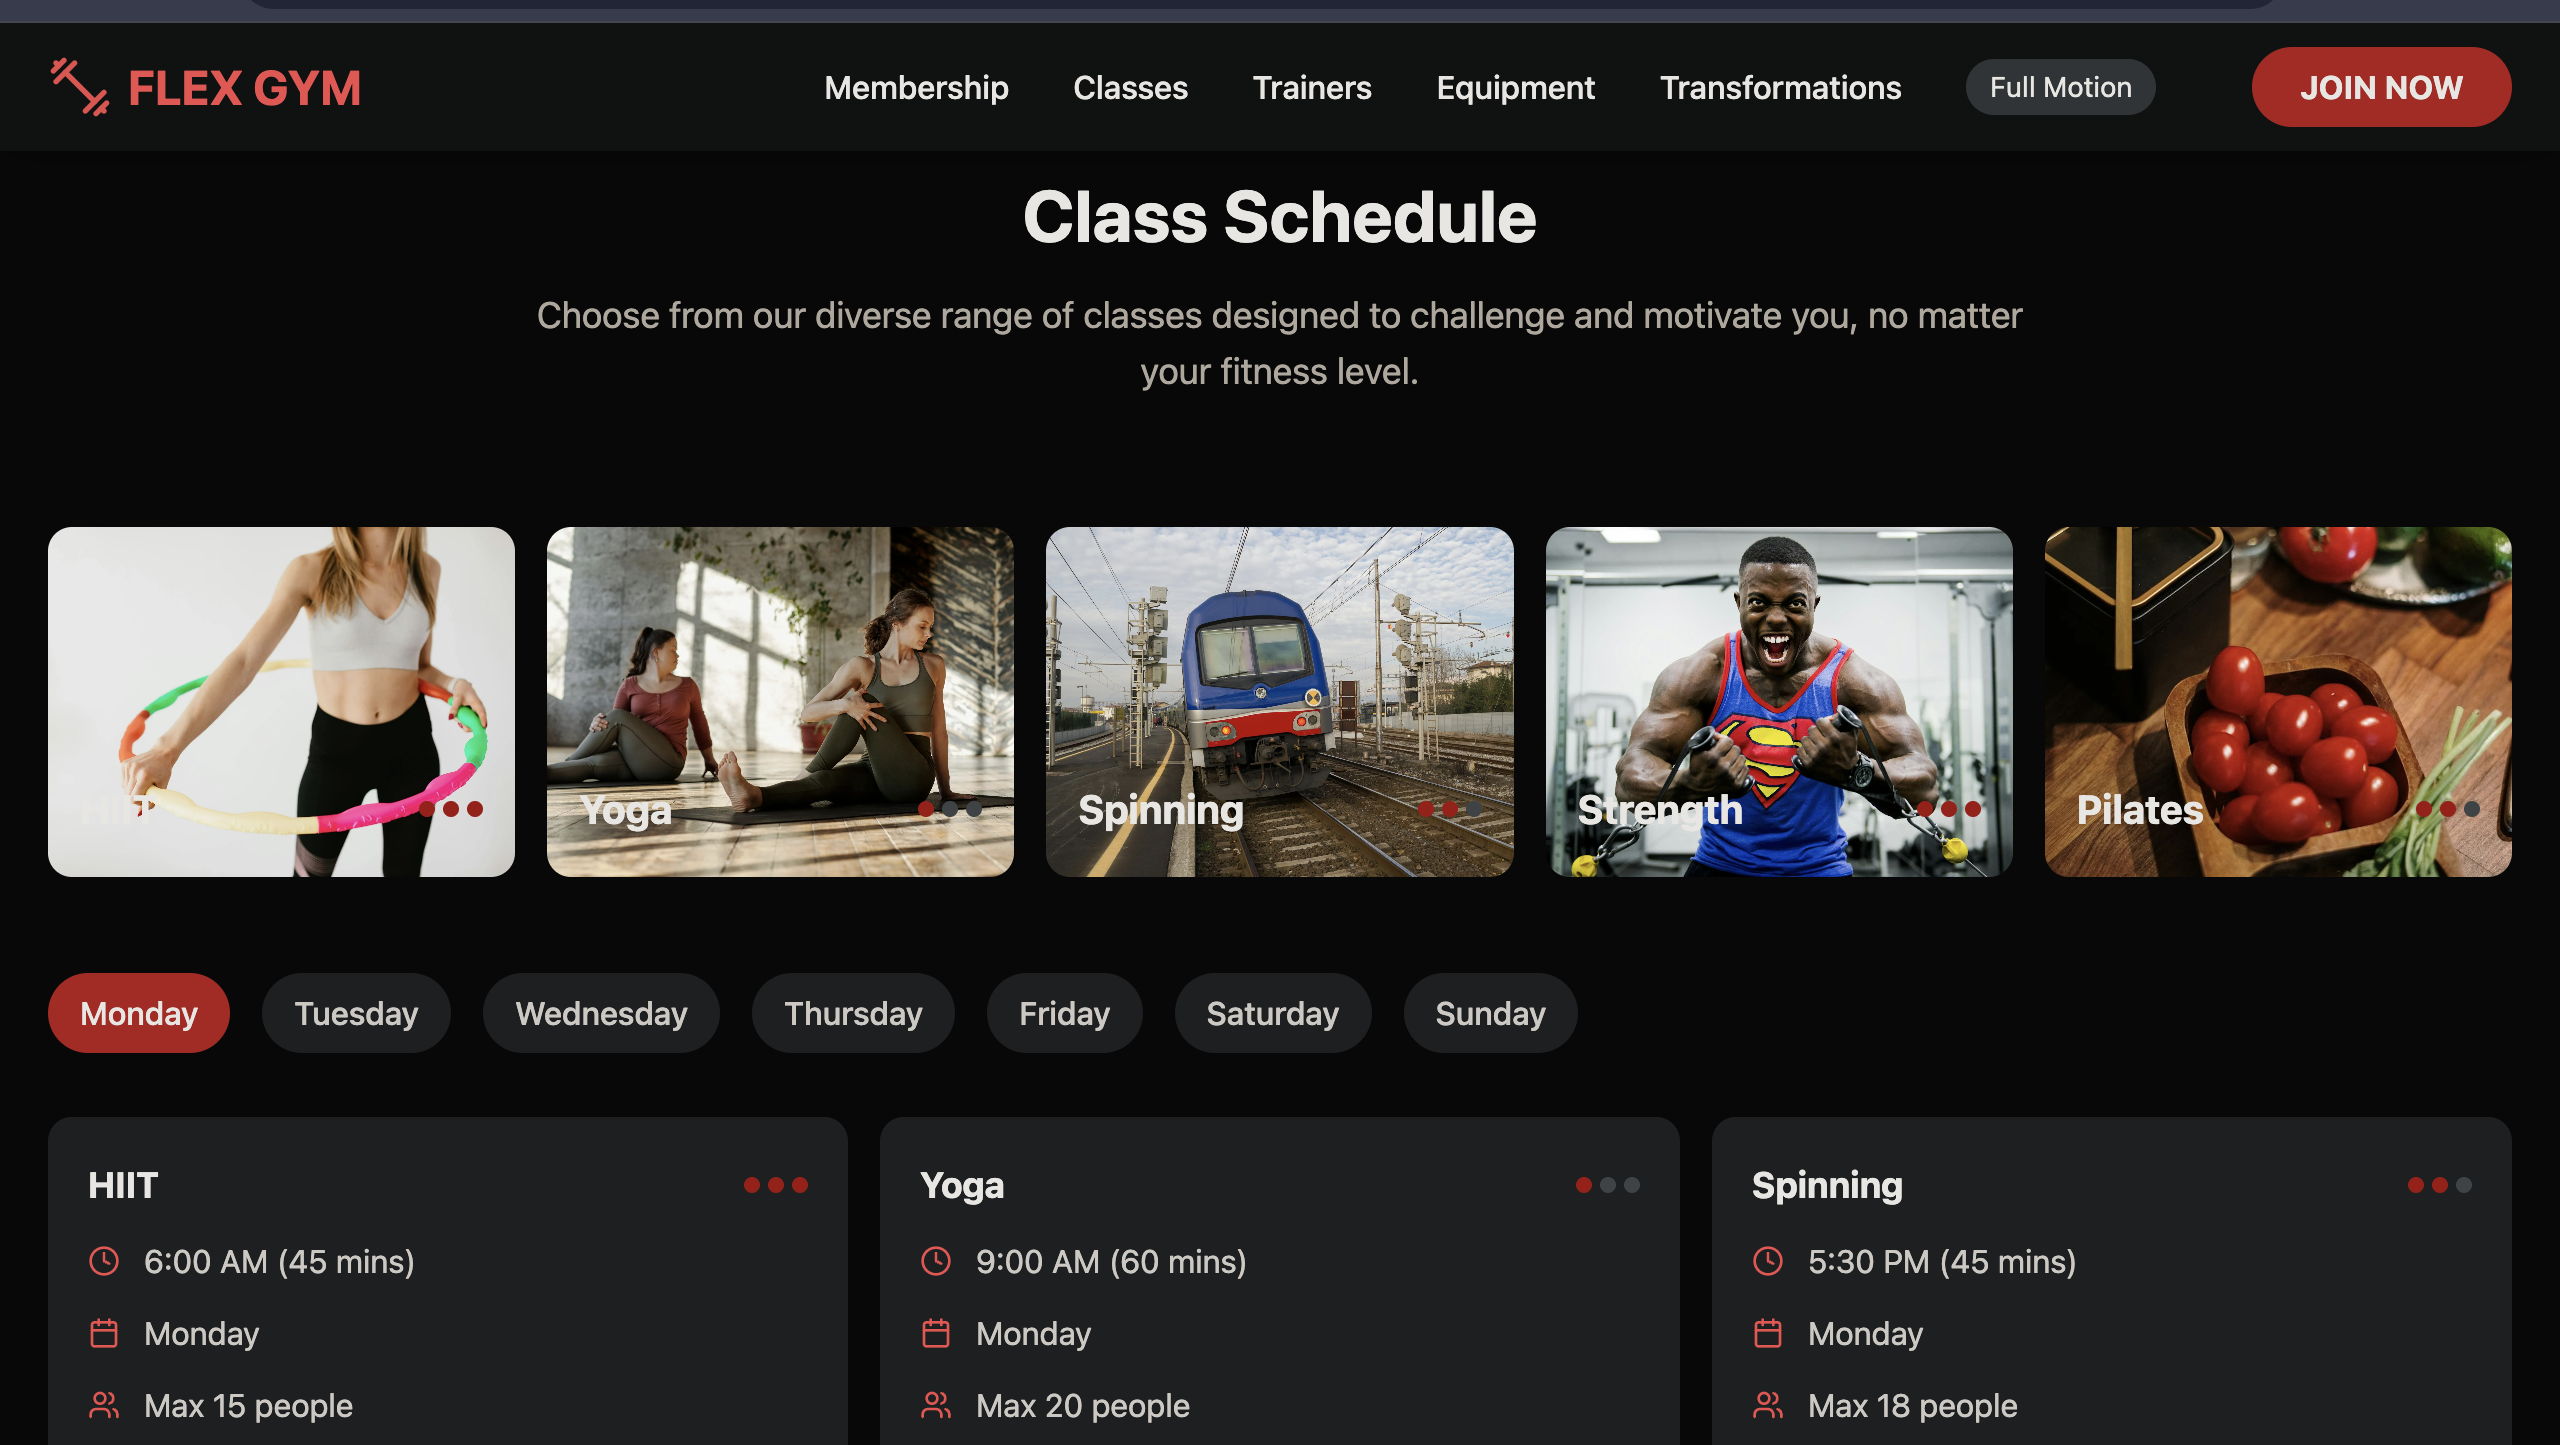 FLEX GYM
Membership
Classes
Trainers
Equipment
Transformations
Full Motion
JOIN NOW
Class Schedule
Choose from our diverse range of classes designed to challenge and motivate you, no matter
your fitness level.
HIIT
Yoga
Spinning
Strength
Pilates
Monday
Tuesday
Wednesday
Thursday
Friday
Saturday
Sunday
HIIT
6:00 AM (45 mins)
Monday
Max 15 people
Yoga
9:00 AM (60 mins)
Monday
Max 20 people
Spinning
5:30 PM (45 mins)
Monday
Max 18 people